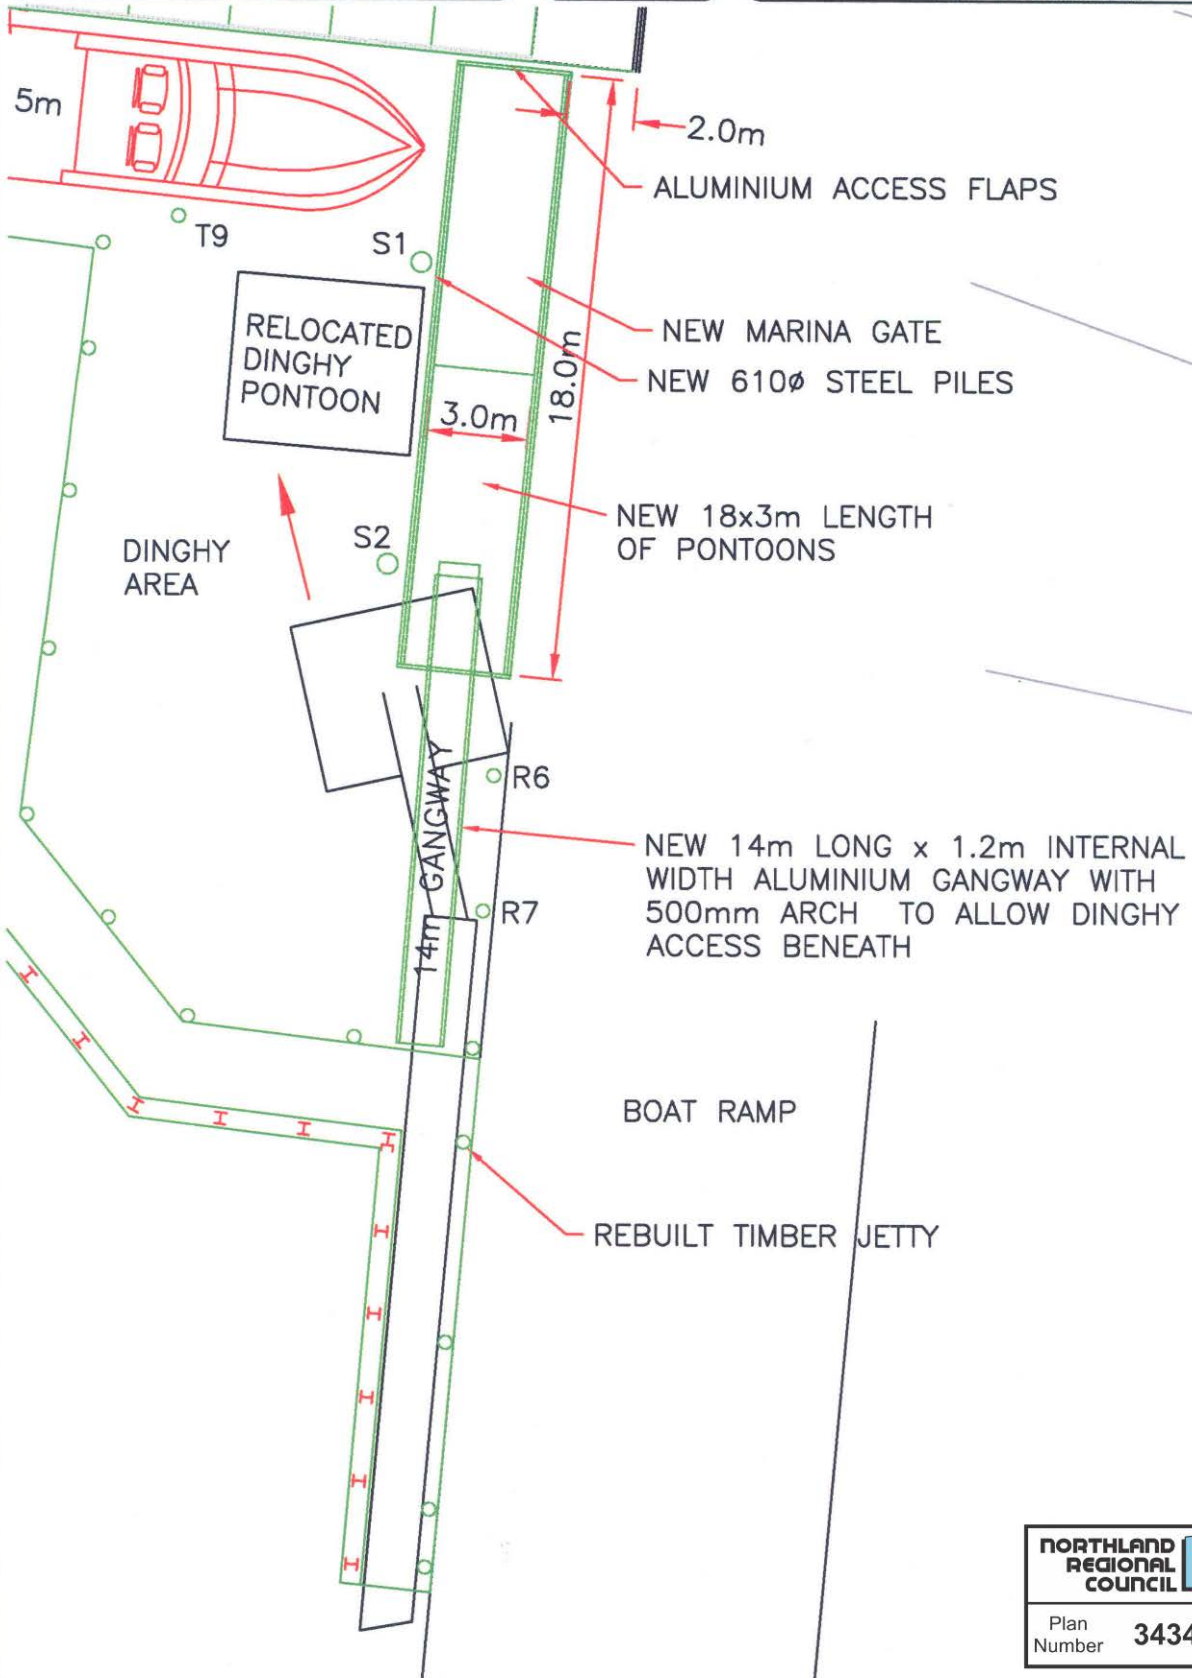 5m
2.0m
ALUMINIUM ACCESS FLAPS
T9
S1
RELOCATED
DINGHY
PONTOON
NEW MARINA GATE
NEW 610ø STEEL PILES
18.0m
3.0m
NEW 18x3m LENGTH
OF PONTOONS
S2
DINGHY
AREA
R6
14m GANGWAY
NEW 14m LONG x 1.2m INTERNAL
WIDTH ALUMINIUM GANGWAY WITH
500mm ARCH TO ALLOW DINGHY
ACCESS BENEATH
R7
BOAT RAMP
REBUILT TIMBER JETTY
NORTHLAND
REGIONAL
COUNCIL
Plan
Number
3434